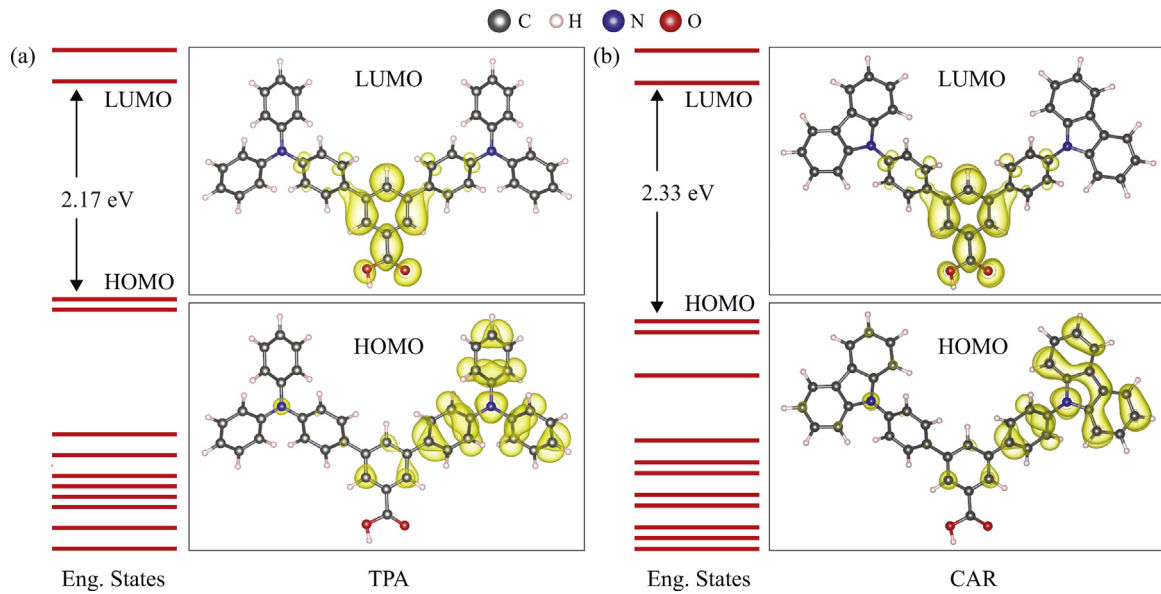 C H N O
(a)
LUMO
LUMO
2.17 eV
HOMO
HOMO
Eng. States
TPA
(b)
LUMO
LUMO
2.33 eV
HOMO
HOMO
Eng. States
CAR